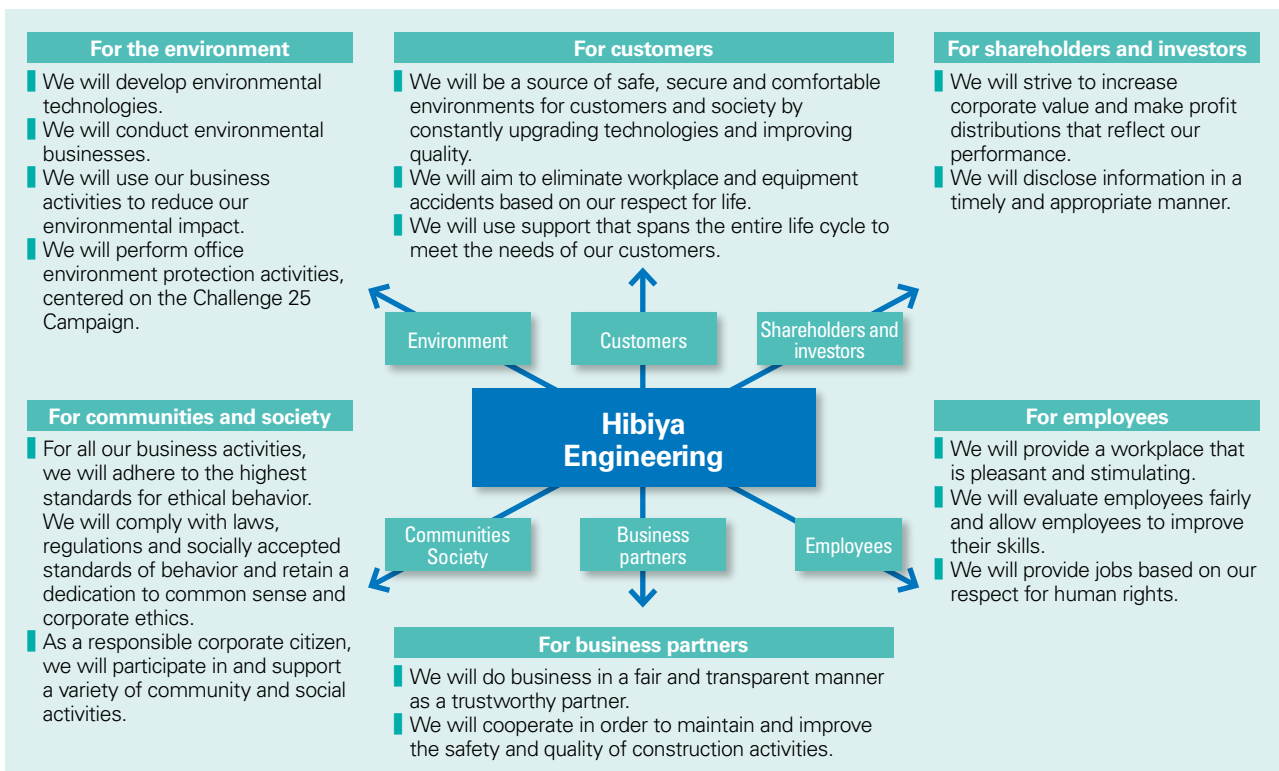 For the environment
We will develop environmental
technologies.
We will conduct environmental
businesses.
We will use our business
activities to reduce our
environmental impact.
We will perform office
environment protection activities,
centered on the Challenge 25
Campaign.
For customers
We will be a source of safe, secure and comfortable
environments for customers and society by
constantly upgrading technologies and improving
quality.
We will aim to eliminate workplace and equipment
accidents based on our respect for life.
We will use support that spans the entire life cycle to
meet the needs of our customers.
For shareholders and investors
We will strive to increase
corporate value and make profit
distributions that reflect our
performance.
We will disclose information in a
timely and appropriate manner.
Environment
Customers
Shareholders and
investors
Hibiya
Engineering
Communities
Society
Business
partners
Employees
For communities and society
For all our business activities,
we will adhere to the highest
standards for ethical behavior.
We will comply with laws,
regulations and socially accepted
standards of behavior and retain a
dedication to common sense and
corporate ethics.
As a responsible corporate citizen,
we will participate in and support
a variety of community and social
activities.
For business partners
We will do business in a fair and transparent manner
as a trustworthy partner.
We will cooperate in order to maintain and improve
the safety and quality of construction activities.
For employees
We will provide a workplace that
is pleasant and stimulating.
We will evaluate employees fairly
and allow employees to improve
their skills.
We will provide jobs based on our
respect for human rights.